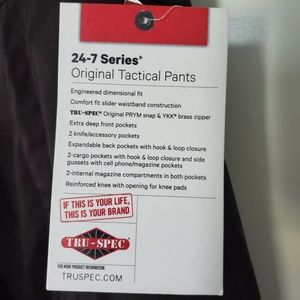 24-7 Series®
Original Tactical Pants
Engineered dimensional fit
Comfort fit slider waistband construction
TRU-SPEC® Original PRYM snap & YKK® brass zipper
Extra deep front pockets
2 knife/accessory pockets
Expandable back pockets with hook & loop closure
2-cargo pockets with hook & loop closure and side
gussets with cell phone/magazine pockets
2-internal magazine compartments in both pockets
Reinforced knee with opening for knee pads
IF THIS IS YOUR LIFE,
THIS IS YOUR BRAND
TRU-SPEC
FOR MORE PRODUCT INFORMATION:
TRUSPEC.COM